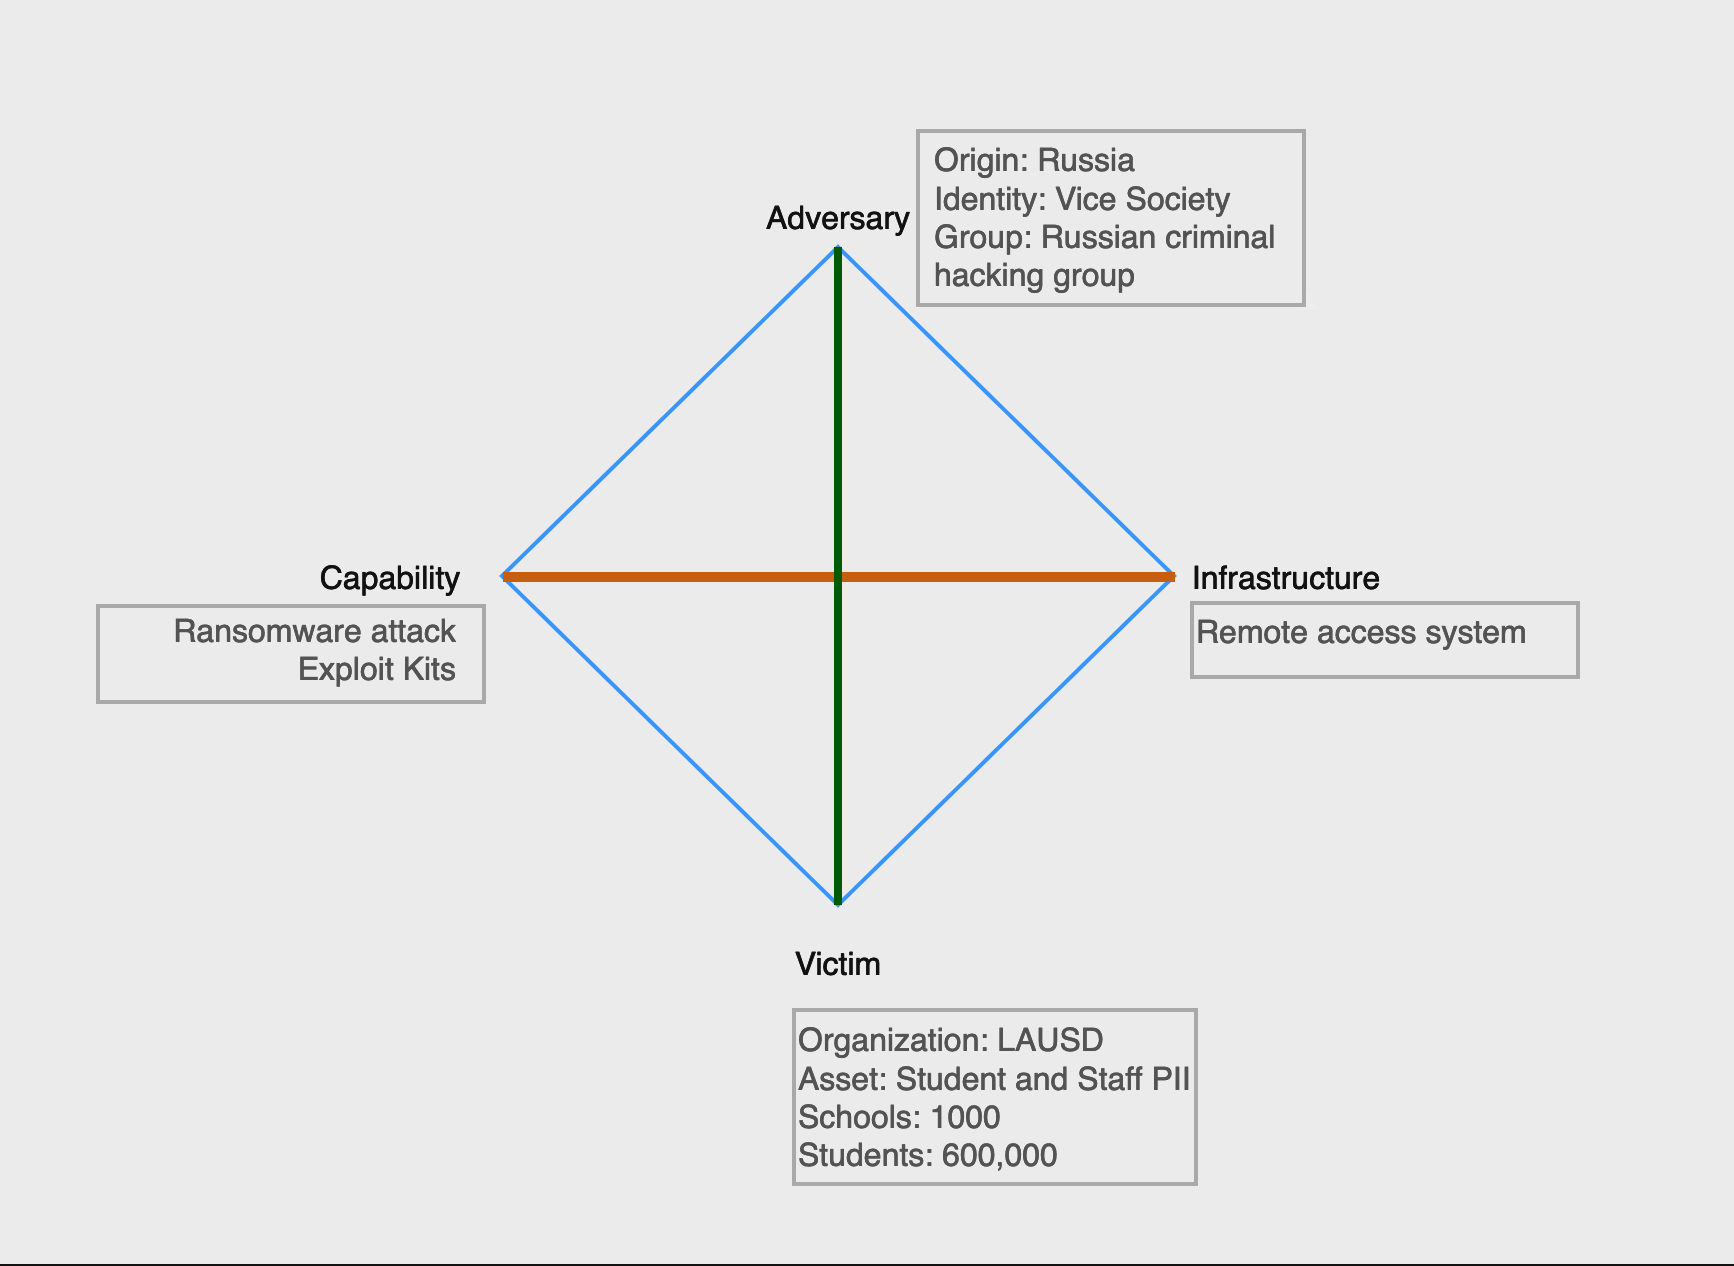 Origin: Russia
Identity: Vice Society
Group: Russian criminal
hacking group
Adversary
Capability
Ransomware attack
Exploit Kits
Infrastructure
Remote access system
Victim
Organization: LAUSD
Asset: Student and Staff PII
Schools: 1000
Students: 600,000